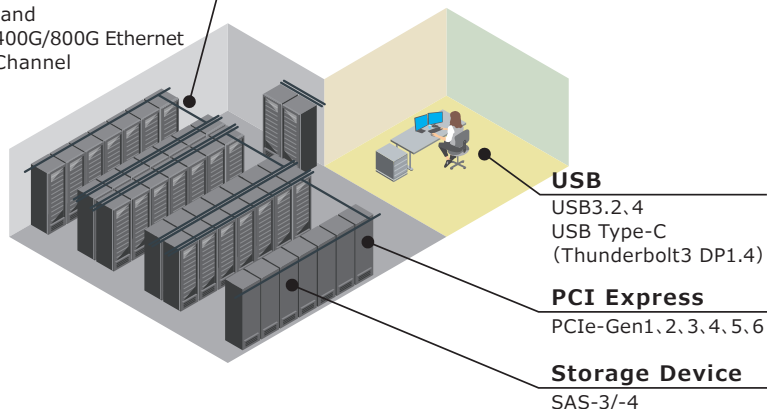 and
400G/800G Ethernet
Channel
USB
USB3.2、4
USB Type-C
（Thunderbolt3 DP1.4）
PCI Express
PCIe-Gen1、2、3、4、5、6
Storage Device
SAS-3/-4